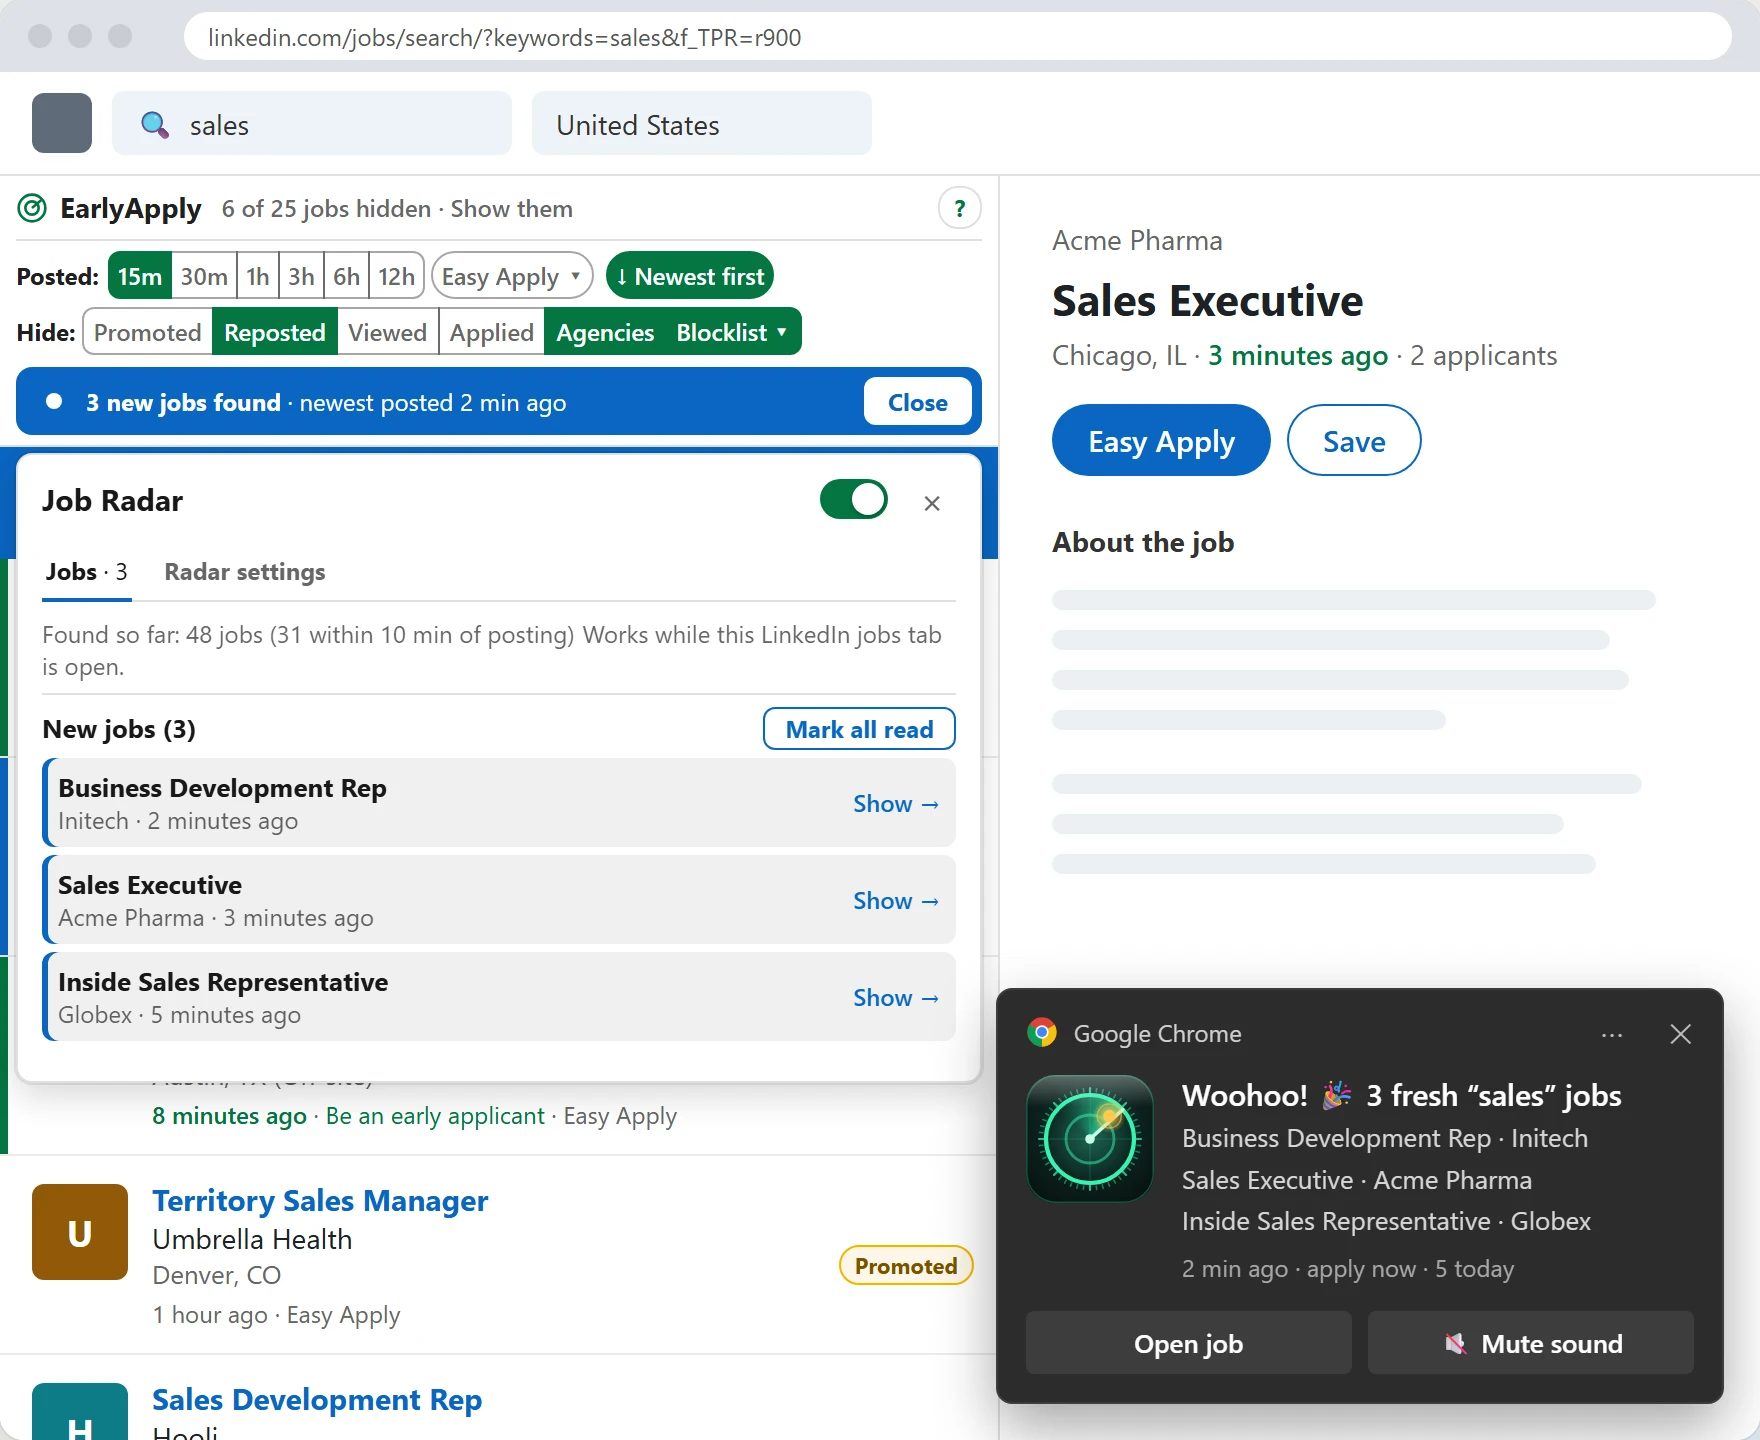 linkedin.com/jobs/search/?keywords=sales&f_TPR=r900
sales
United States
EarlyApply 6 of 25 jobs hidden · Show them ?
Posted: 15m 30m 1h 3h 6h 12h Easy Apply ▾ ↓ Newest first
Hide: Promoted Reposted Viewed Applied Agencies Blocklist ▾
3 new jobs found · newest posted 2 min ago Close
Job Radar ×
Jobs · 3 Radar settings
Found so far: 48 jobs (31 within 10 min of posting) Works while this LinkedIn jobs tab
is open.
New jobs (3) Mark all read
Business Development Rep
Initech · 2 minutes ago
Show →
Sales Executive
Acme Pharma · 3 minutes ago
Show →
Inside Sales Representative
Globex · 5 minutes ago
Show →
8 minutes ago · Be an early applicant · Easy Apply
U
Territory Sales Manager
Umbrella Health
Denver, CO
1 hour ago · Easy Apply
Promoted
H
Sales Development Rep
Hooli
Acme Pharma
Sales Executive
Chicago, IL · 3 minutes ago · 2 applicants
Easy Apply Save
About the job
Google Chrome ··· ×
Woohoo! 🎉 3 fresh “sales” jobs
Business Development Rep · Initech
Sales Executive · Acme Pharma
Inside Sales Representative · Globex
2 min ago · apply now · 5 today
Open job
Mute sound